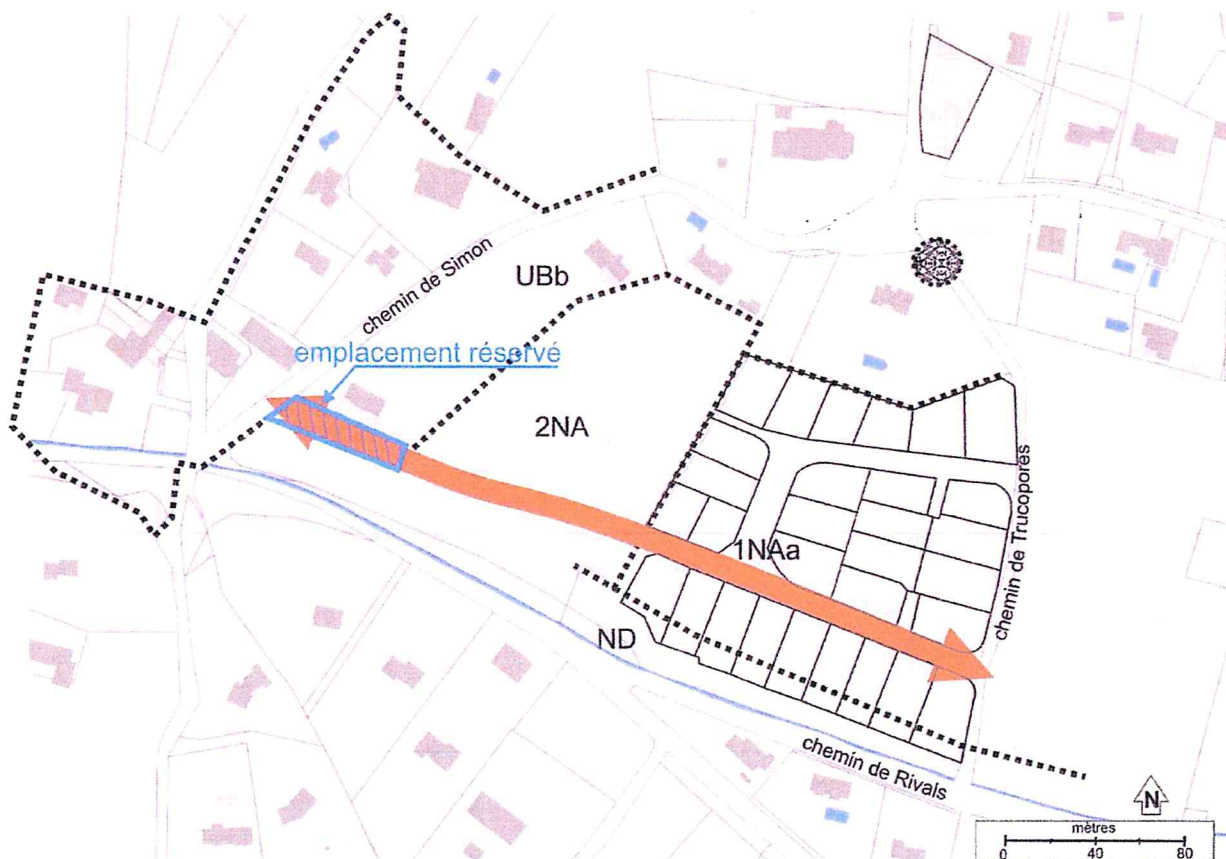 chemin de Simon
UBb
emplacement réservé
2NA
1NAa
chemin de Trucopores
ND
chemin de Rivals
N
mètres
0 40 80